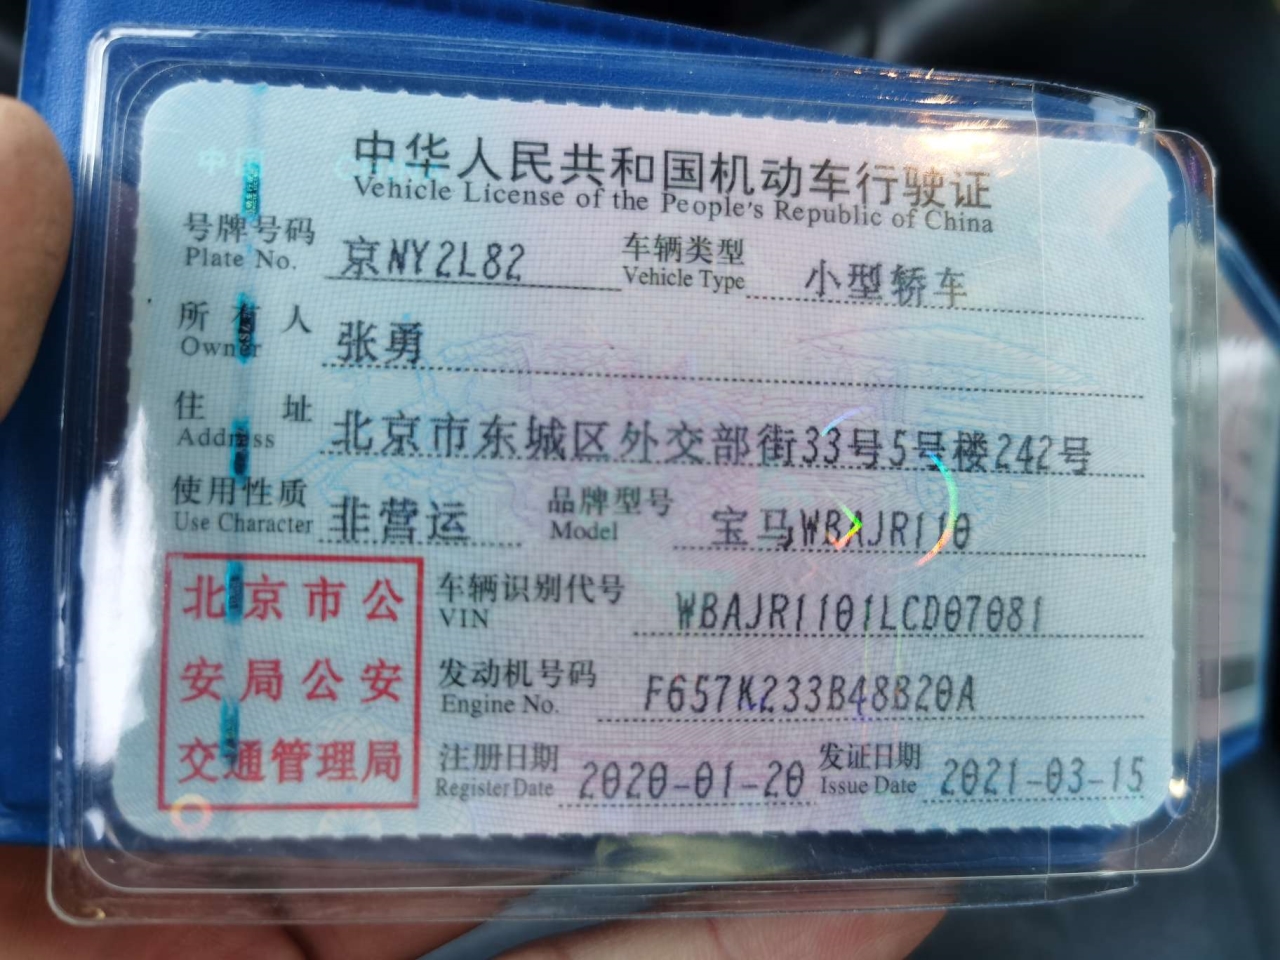 中华人民共和国机动车行驶证
Vehicle License of the People's Republic of China
号牌号码 京NY2L82 车辆类型 小型轿车
Plate No. Vehicle Type
所有人 张勇
Owner
住址 北京市东城区外交部街33号5号楼242号
Address
使用性质 非营运 品牌型号 宝马WBAJR110
Use Character Model
北京市公
安局公安
交通管理局
车辆识别代号 WBAJR1101LCD07081
VIN
发动机号码 F657K233B48B20A
Engine No.
注册日期 2020-01-20 发证日期 2021-03-15
Register Date Issue Date